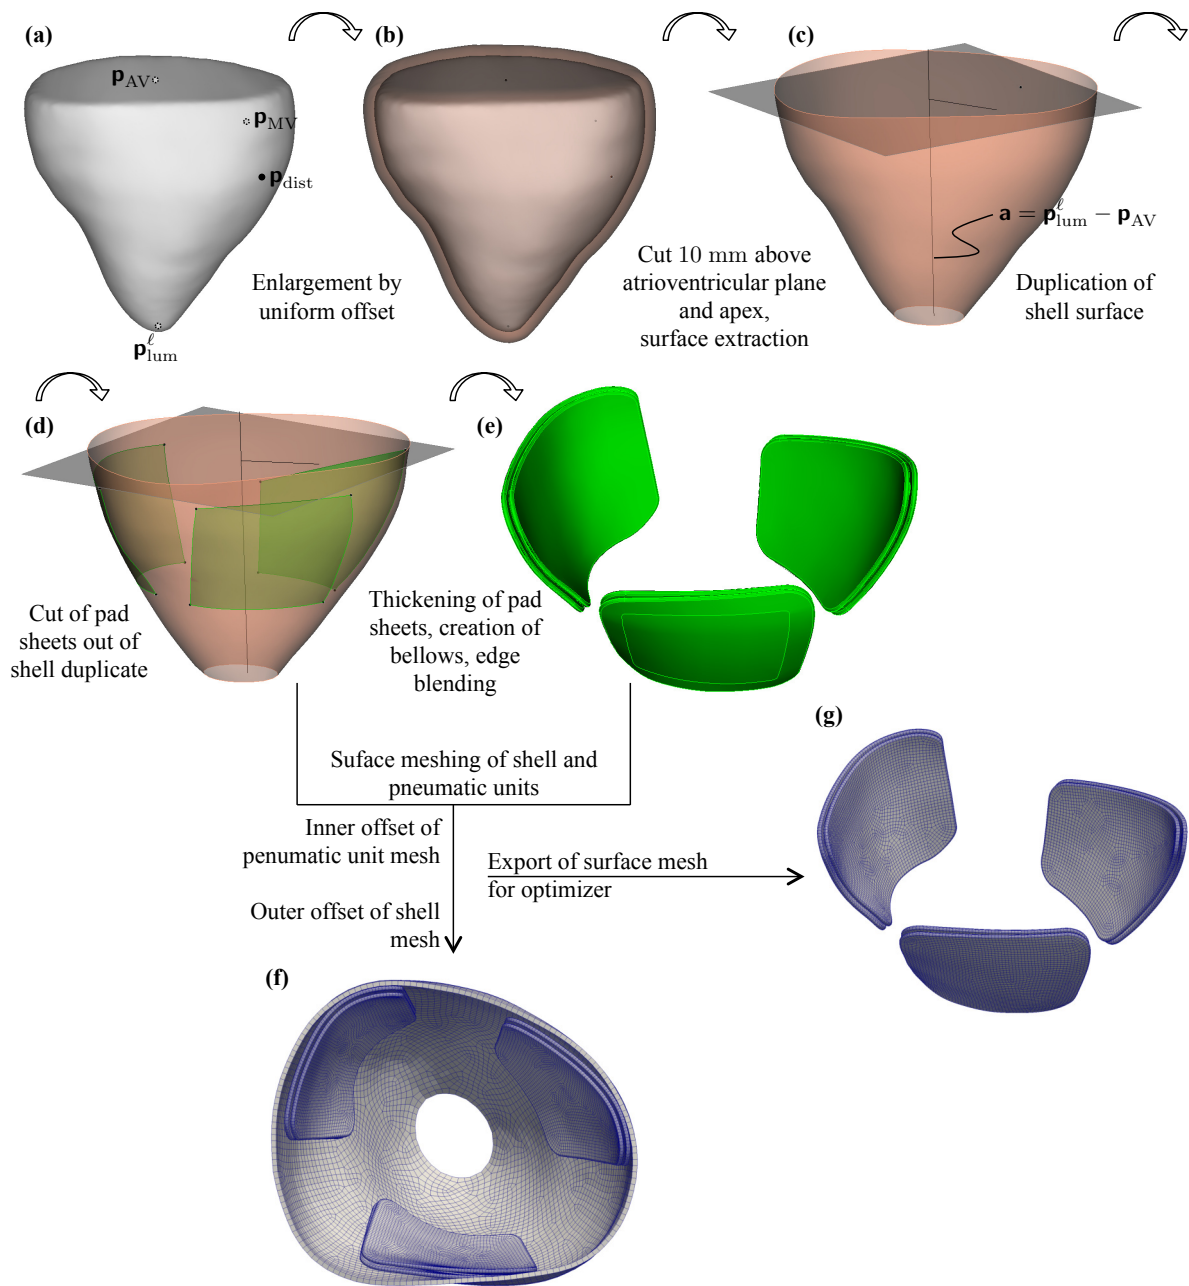 (a)
(b)
(c)
p_AV
p_MV
p_dist
a = p^ℓ_lum − p_AV
Enlargement by
uniform offset
Cut 10 mm above
atrioventricular plane
and apex,
surface extraction
Duplication of
shell surface
p^ℓ_lum
(d)
(e)
Cut of pad
sheets out of
shell duplicate
Thickening of pad
sheets, creation of
bellows, edge
blending
(g)
Suface meshing of shell and
pneumatic units
Inner offset of
penumatic unit mesh
Export of surface mesh
for optimizer
Outer offset of shell
mesh
(f)